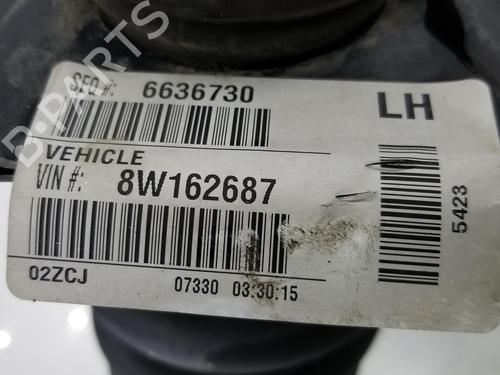 SEQ #: 6636730
LH
VEHICLE
VIN #: 8W162687
5423
02ZCJ 07330 03:30:15
B-PARTS